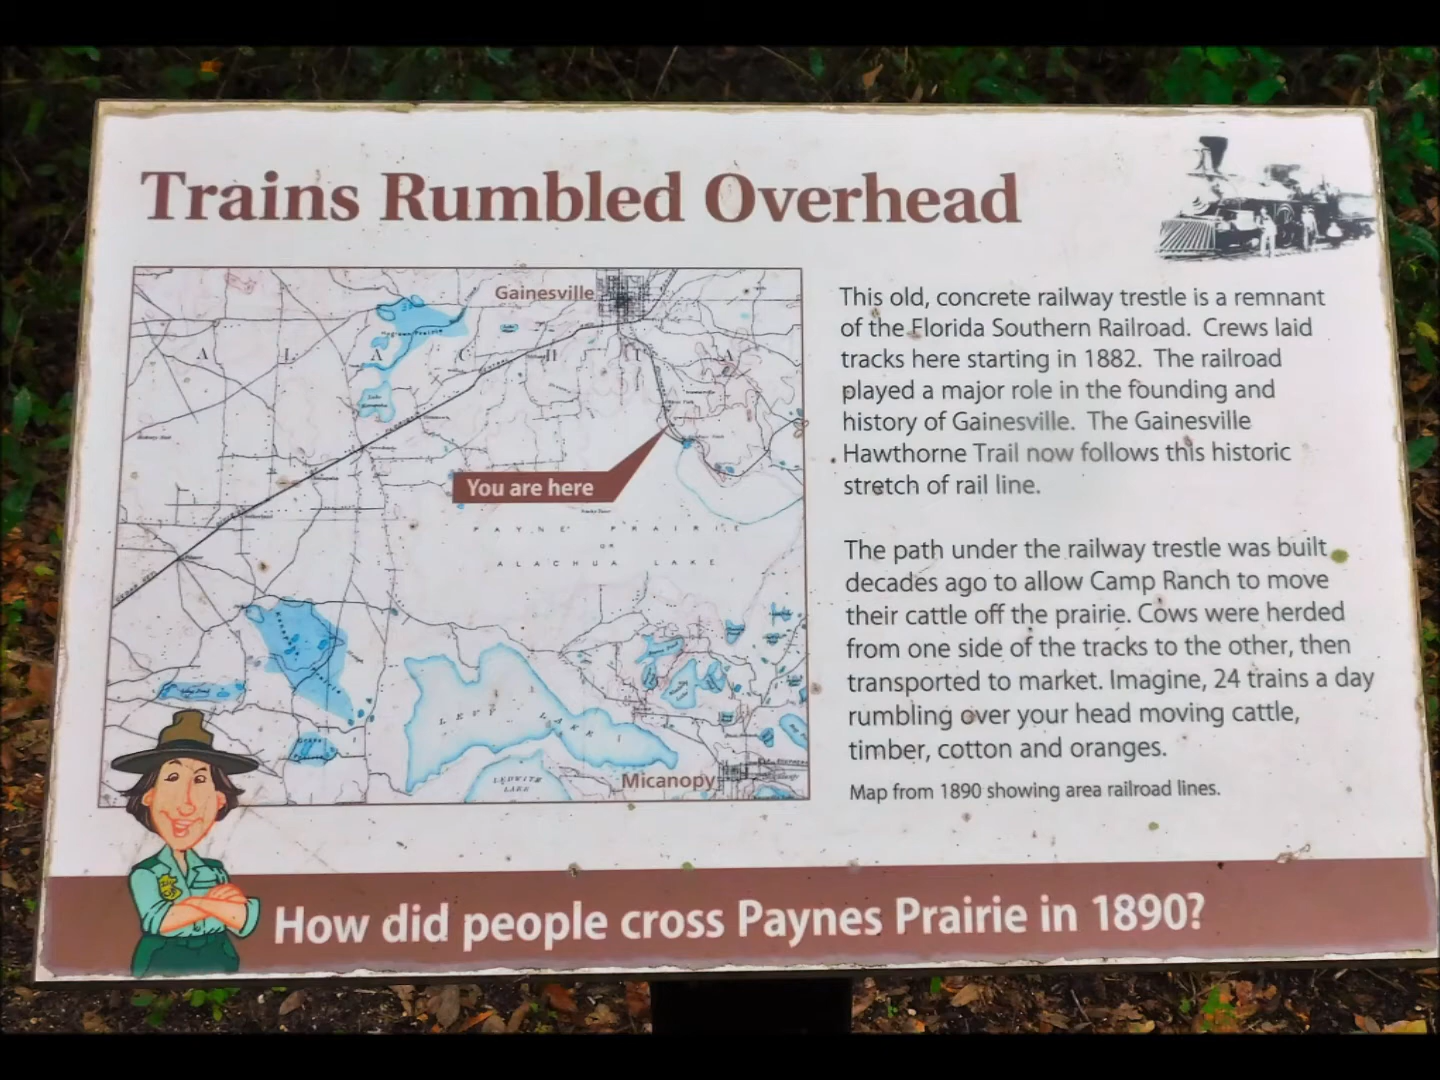 Trains Rumbled Overhead
Gainesville
A L A C H U A
You are here
PAYNE'S PRAIRIE
OR
ALACHUA LAKE
LEVY LAKE
LEDWITH
LAKE
Micanopy
This old, concrete railway trestle is a remnant
of the Florida Southern Railroad. Crews laid
tracks here starting in 1882. The railroad
played a major role in the founding and
history of Gainesville. The Gainesville
Hawthorne Trail now follows this historic
stretch of rail line.
The path under the railway trestle was built
decades ago to allow Camp Ranch to move
their cattle off the prairie. Cows were herded
from one side of the tracks to the other, then
transported to market. Imagine, 24 trains a day
rumbling over your head moving cattle,
timber, cotton and oranges.
Map from 1890 showing area railroad lines.
How did people cross Paynes Prairie in 1890?